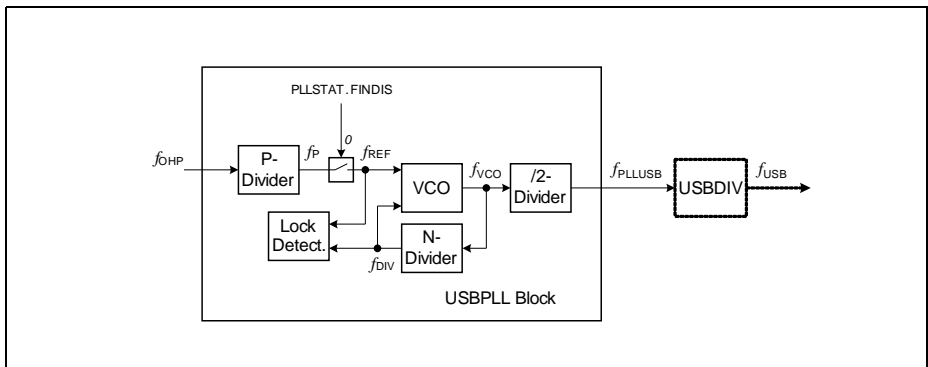 PLLSTAT.FINDIS
0
fOHP
P-
Divider
fP
fREF
VCO
fVCO
/2-
Divider
fPLLUSB
USBDIV
fUSB
Lock
Detect.
fDIV
N-
Divider
USBPLL Block